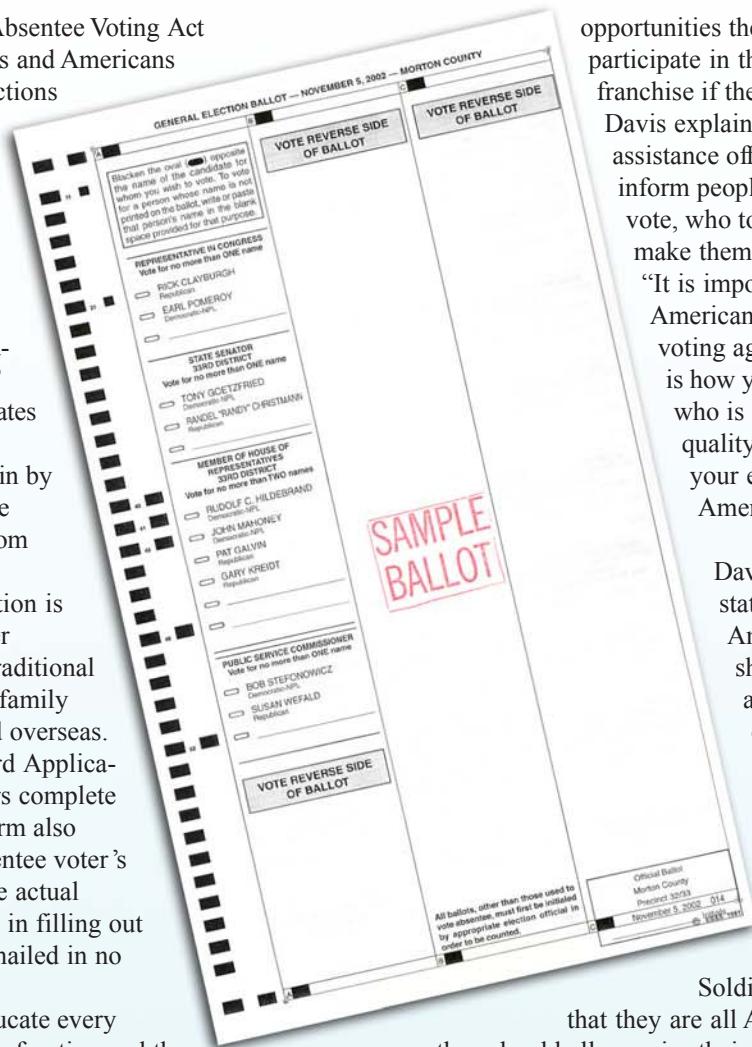 Absentee Voting Act
s and Americans
ctions
ates
in by
e
om
tion is
r
raditional
family
l overseas.
rd Applica-
s complete
rm also
entee voter's
e actual
in filling out
nailed in no
ucate every
GENERAL ELECTION BALLOT — NOVEMBER 5, 2002 — MORTON COUNTY
A
B
C
Blacken the oval ( ) opposite
the name of the candidate for
whom you wish to vote. To vote
for a person whose name is not
printed on the ballot, write or paste
that person's name in the blank
space provided for that purpose.
REPRESENTATIVE IN CONGRESS
Vote for no more than ONE name
RICK CLAYBURGH
Republican
EARL POMEROY
Democratic-NPL
STATE SENATOR
33RD DISTRICT
Vote for no more than ONE name
TONY GOETZFRIED
Democratic-NPL
RANDEL "RANDY" CHRISTMANN
Republican
MEMBER OF HOUSE OF
REPRESENTATIVES
33RD DISTRICT
Vote for no more than TWO names
RUDOLF C. HILDEBRAND
Democratic-NPL
JOHN MAHONEY
Democratic-NPL
PAT GALVIN
Republican
GARY KREIDT
Republican
PUBLIC SERVICE COMMISSIONER
Vote for no more than ONE name
BOB STEFONOWICZ
Democratic-NPL
SUSAN WEFALD
Republican
VOTE REVERSE SIDE
OF BALLOT
VOTE REVERSE SIDE
OF BALLOT
SAMPLE
BALLOT
All ballots, other than those used to
vote absentee, must first be initialed
by appropriate election official in
order to be counted.
VOTE REVERSE SIDE
OF BALLOT
Official Ballot
Morton County
Precinct 32/33
November 5, 2002 014
Initials
A
B
C
opportunities the
participate in th
franchise if the
Davis explain
assistance off
inform peopl
vote, who to
make them
"It is impo
American
voting ag
is how y
who is
quality
your e
Amer
Dav
stat
Ar
sh
a
Soldi
that they are all A